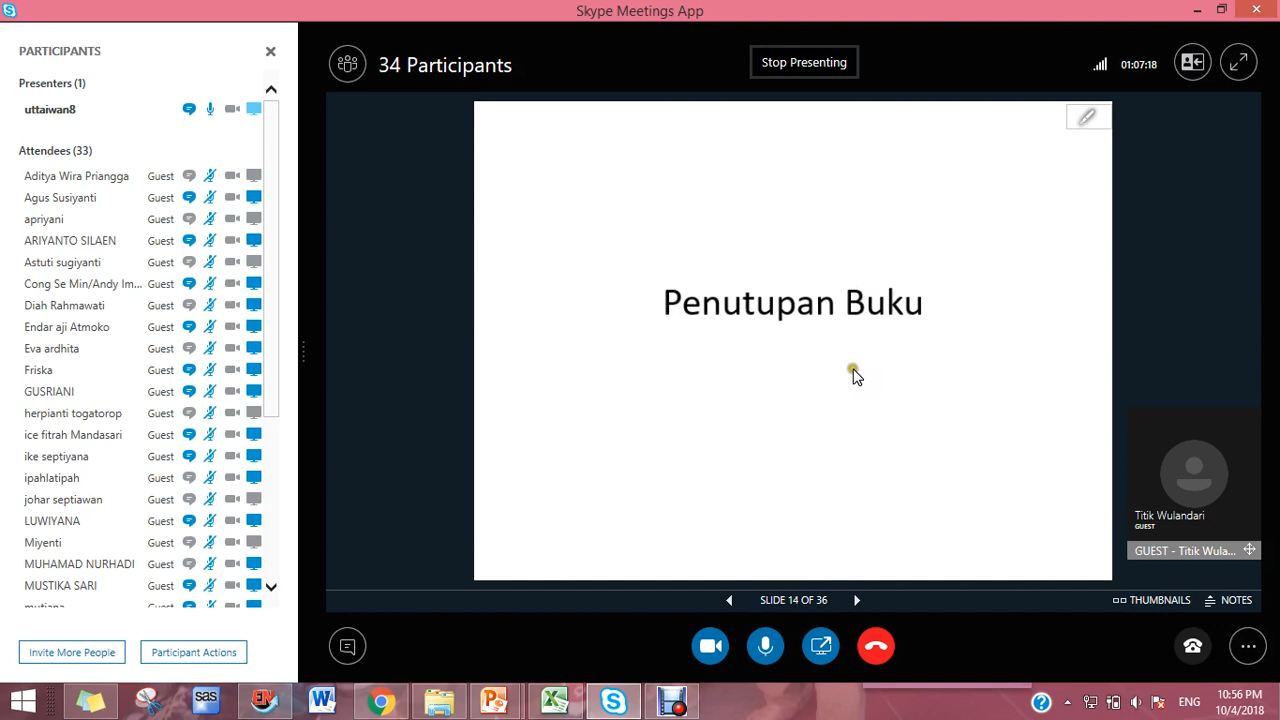 Skype Meetings App
PARTICIPANTS
Presenters (1)
uttaiwan8
Attendees (33)
Aditya Wira Priangga Guest
Agus Susiyanti Guest
apriyani Guest
ARIYANTO SILAEN Guest
Astuti sugiyanti Guest
Cong Se Min/Andy Im... Guest
Diah Rahmawati Guest
Endar aji Atmoko Guest
Eva ardhita Guest
Friska Guest
GUSRIANI Guest
herpianti togatorop Guest
ice fitrah Mandasari Guest
ike septiyana Guest
ipahlatipah Guest
johar septiawan Guest
LUWIYANA Guest
Miyenti Guest
MUHAMAD NURHADI Guest
MUSTIKA SARI Guest
Invite More People
Participant Actions
34 Participants
Stop Presenting
01:07:18
Penutupan Buku
Titik Wulandari
GUEST
GUEST - Titik Wula...
SLIDE 14 OF 36
THUMBNAILS
NOTES
sas
ENG
10:56 PM
10/4/2018